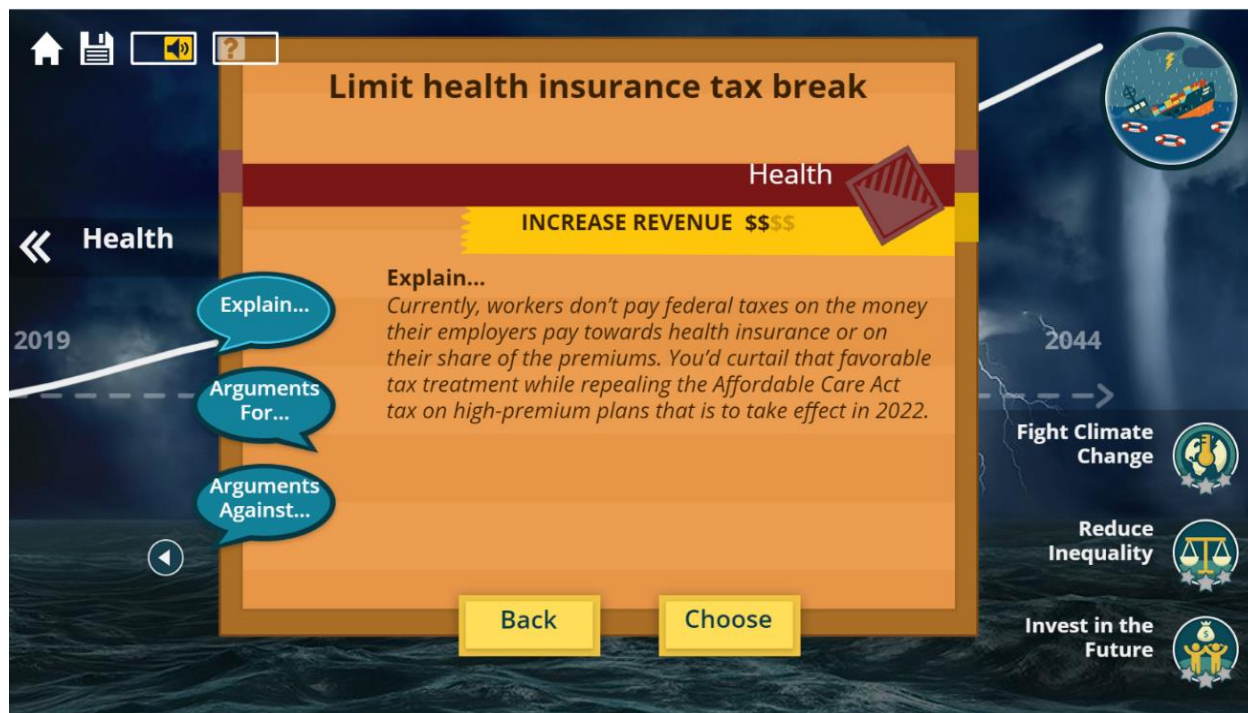 ?
Limit health insurance tax break
Health
INCREASE REVENUE $$$$
« Health
Explain...
Currently, workers don’t pay federal taxes on the money
their employers pay towards health insurance or on
their share of the premiums. You’d curtail that favorable
tax treatment while repealing the Affordable Care Act
tax on high-premium plans that is to take effect in 2022.
Explain...
Arguments
For...
Arguments
Against...
2019
2044
Fight Climate
Change
Reduce
Inequality
Invest in the
Future
$
Back
Choose